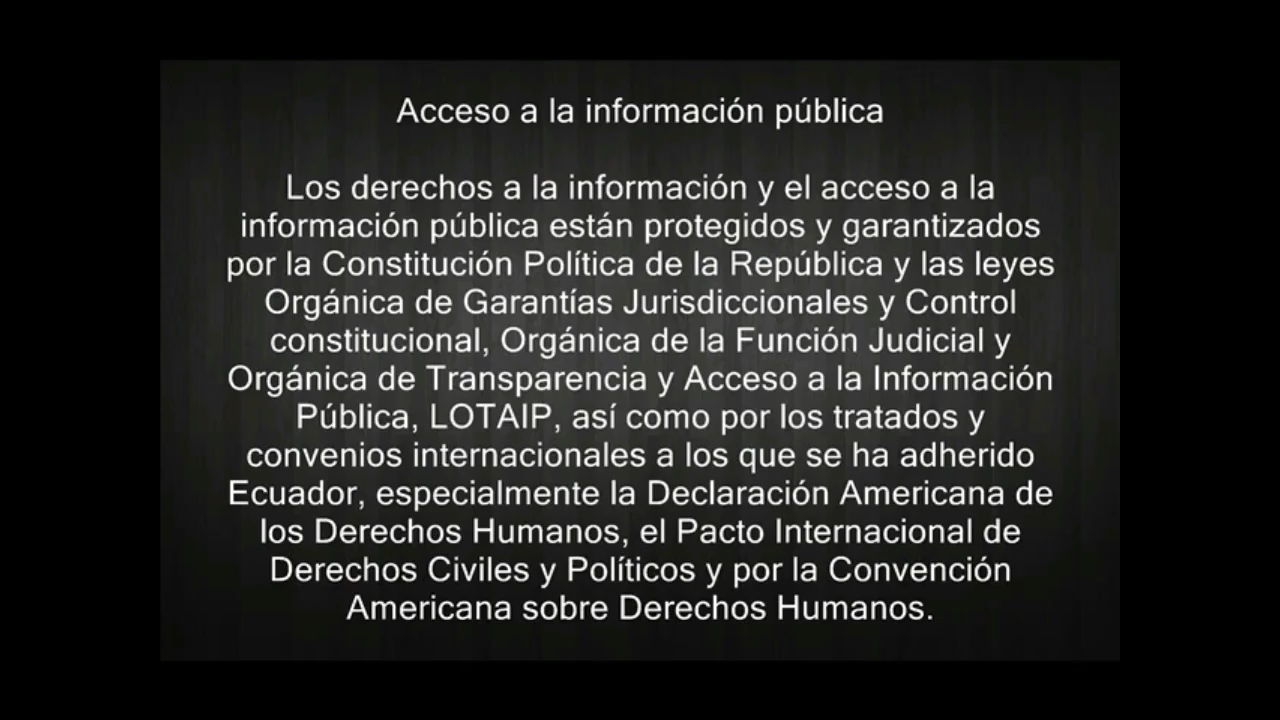 Acceso a la información pública
Los derechos a la información y el acceso a la
información pública están protegidos y garantizados
por la Constitución Política de la República y las leyes
Orgánica de Garantías Jurisdiccionales y Control
constitucional, Orgánica de la Función Judicial y
Orgánica de Transparencia y Acceso a la Información
Pública, LOTAIP, así como por los tratados y
convenios internacionales a los que se ha adherido
Ecuador, especialmente la Declaración Americana de
los Derechos Humanos, el Pacto Internacional de
Derechos Civiles y Políticos y por la Convención
Americana sobre Derechos Humanos.